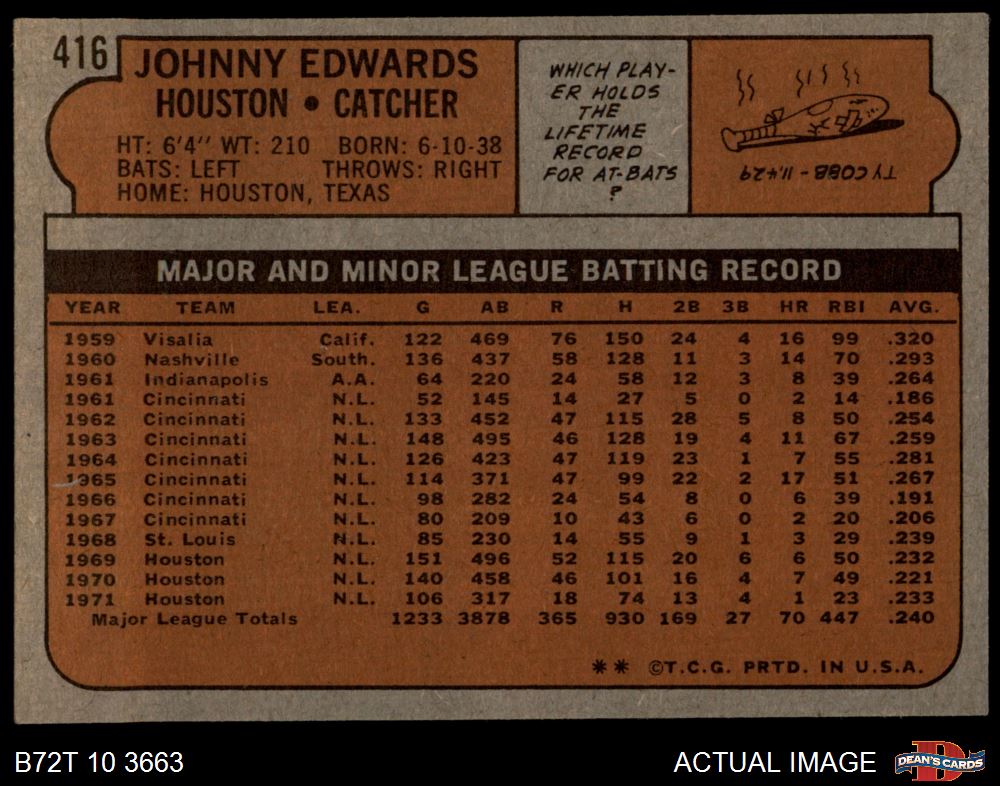 416
JOHNNY EDWARDS
HOUSTON • CATCHER
HT: 6'4" WT: 210 BORN: 6-10-38
BATS: LEFT THROWS: RIGHT
HOME: HOUSTON, TEXAS
WHICH PLAY-
ER HOLDS
THE
LIFETIME
RECORD
FOR AT-BATS
?
TY COBB - 11,429
MAJOR AND MINOR LEAGUE BATTING RECORD
YEAR TEAM LEA. G AB R H 2B 3B HR RBI AVG.
1959 Visalia Calif. 122 469 76 150 24 4 16 99 .320
1960 Nashville South. 136 437 58 128 11 3 14 70 .293
1961 Indianapolis A.A. 64 220 24 58 12 3 8 39 .264
1961 Cincinnati N.L. 52 145 14 27 5 0 2 14 .186
1962 Cincinnati N.L. 133 452 47 115 28 5 8 50 .254
1963 Cincinnati N.L. 148 495 46 128 19 4 11 67 .259
1964 Cincinnati N.L. 126 423 47 119 23 1 7 55 .281
1965 Cincinnati N.L. 114 371 47 99 22 2 17 51 .267
1966 Cincinnati N.L. 98 282 24 54 8 0 6 39 .191
1967 Cincinnati N.L. 80 209 10 43 6 0 2 20 .206
1968 St. Louis N.L. 85 230 14 55 9 1 3 29 .239
1969 Houston N.L. 151 496 52 115 20 6 6 50 .232
1970 Houston N.L. 140 458 46 101 16 4 7 49 .221
1971 Houston N.L. 106 317 18 74 13 4 1 23 .233
Major League Totals 1233 3878 365 930 169 27 70 447 .240
** ©T.C.G. PRTD. IN U.S.A.
B72T 10 3663
ACTUAL IMAGE
D
DEAN'S CARDS